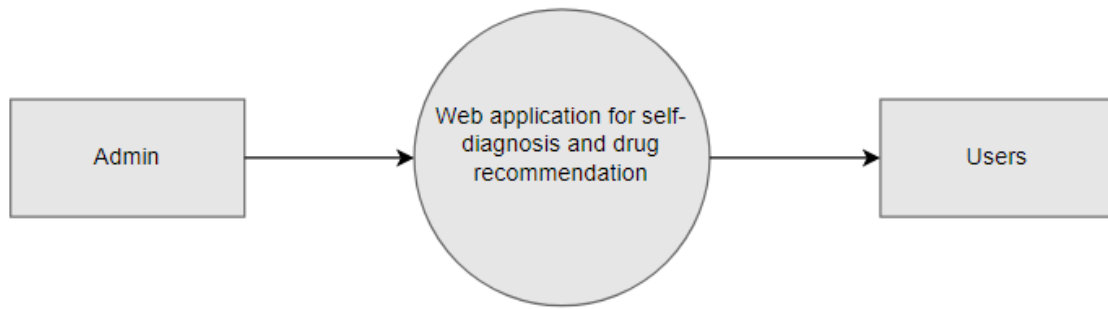 Admin
Web application for self-
diagnosis and drug
recommendation
Users